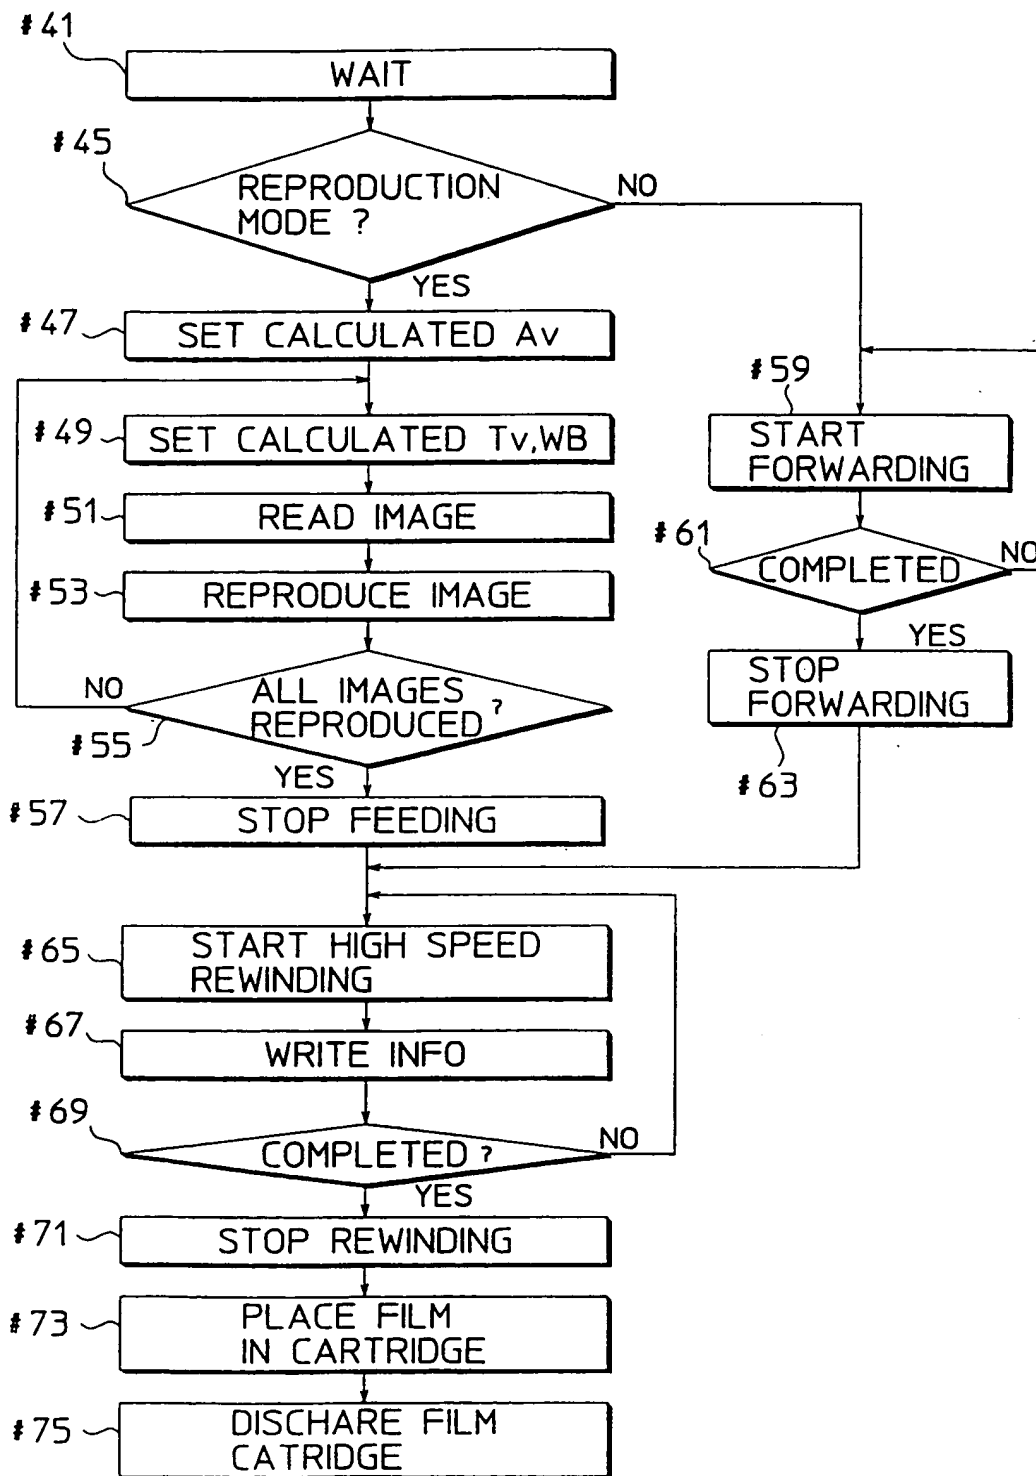 #41
WAIT
#45
REPRODUCTION
MODE ?
NO
YES
#47
SET CALCULATED Av
#49
SET CALCULATED Tv,WB
#51
READ IMAGE
#53
REPRODUCE IMAGE
NO
ALL IMAGES
REPRODUCED ?
#55
YES
#57
STOP FEEDING
#59
START
FORWARDING
#61
COMPLETED
NO
YES
STOP
FORWARDING
#63
#65
START HIGH SPEED
REWINDING
#67
WRITE INFO
#69
COMPLETED ?
NO
YES
#71
STOP REWINDING
#73
PLACE FILM
IN CARTRIDGE
#75
DISCHARE FILM
CATRIDGE